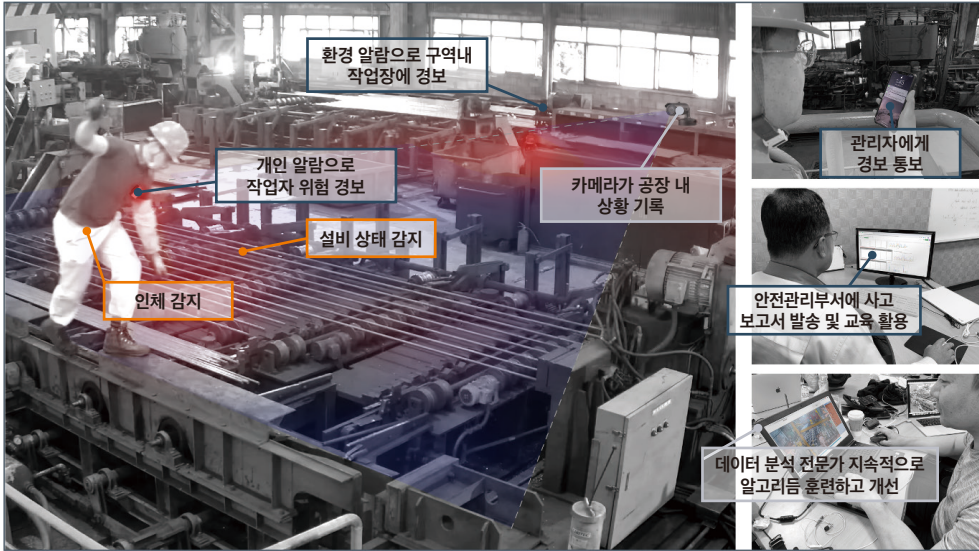 환경 알람으로 구역내
작업장에 경보
개인 알람으로
작업자 위험 경보
설비 상태 감지
인체 감지
카메라가 공장 내
상황 기록
관리자에게
경보 통보
안전관리부서에 사고
보고서 발송 및 교육 활용
데이터 분석 전문가 지속적으로
알고리듬 훈련하고 개선